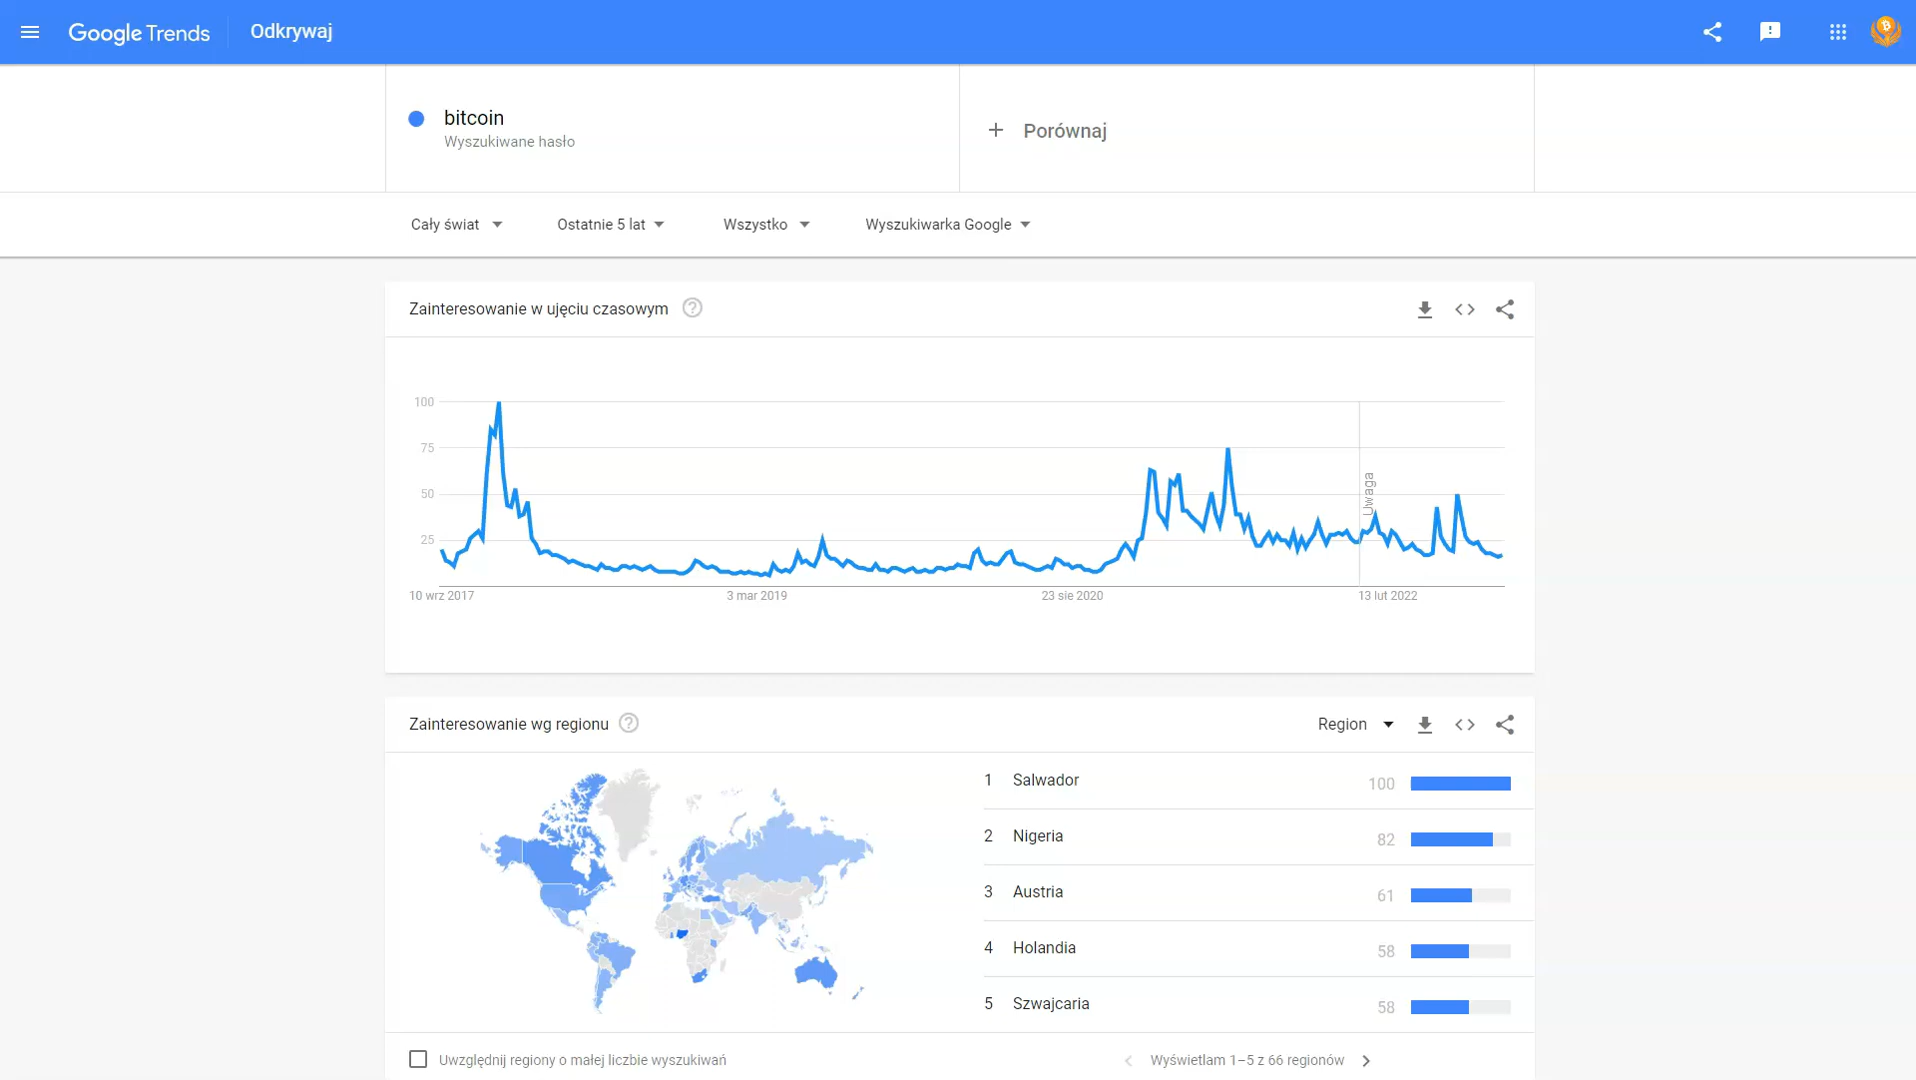 Google Trends Odkrywaj
bitcoin
Wyszukiwane hasło
+ Porównaj
Cały świat Ostatnie 5 lat Wszystko Wyszukiwarka Google
Zainteresowanie w ujęciu czasowym
100
75
50
25
Uwaga
10 wrz 2017 3 mar 2019 23 sie 2020 13 lut 2022
Zainteresowanie wg regionu Region
1 Salwador 100
2 Nigeria 82
3 Austria 61
4 Holandia 58
5 Szwajcaria 58
Uwzględnij regiony o małej liczbie wyszukiwań Wyświetlam 1–5 z 66 regionów